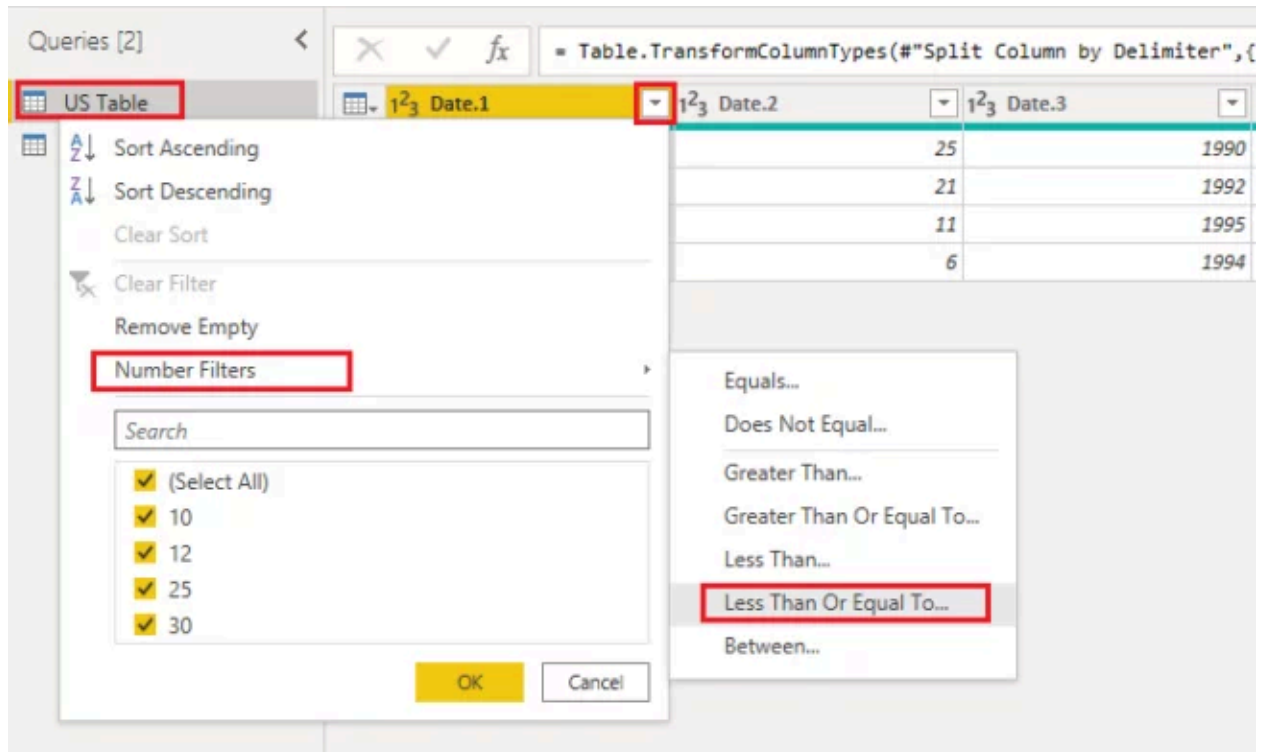 Queries [2]
= Table.TransformColumnTypes(#"Split Column by Delimiter",{
US Table
1²3 Date.1
1²3 Date.2
1²3 Date.3
Sort Ascending
Sort Descending
Clear Sort
Clear Filter
Remove Empty
Number Filters
Search
(Select All)
10
12
25
30
OK
Cancel
25 1990
21 1992
11 1995
6 1994
Equals...
Does Not Equal...
Greater Than...
Greater Than Or Equal To...
Less Than...
Less Than Or Equal To...
Between...